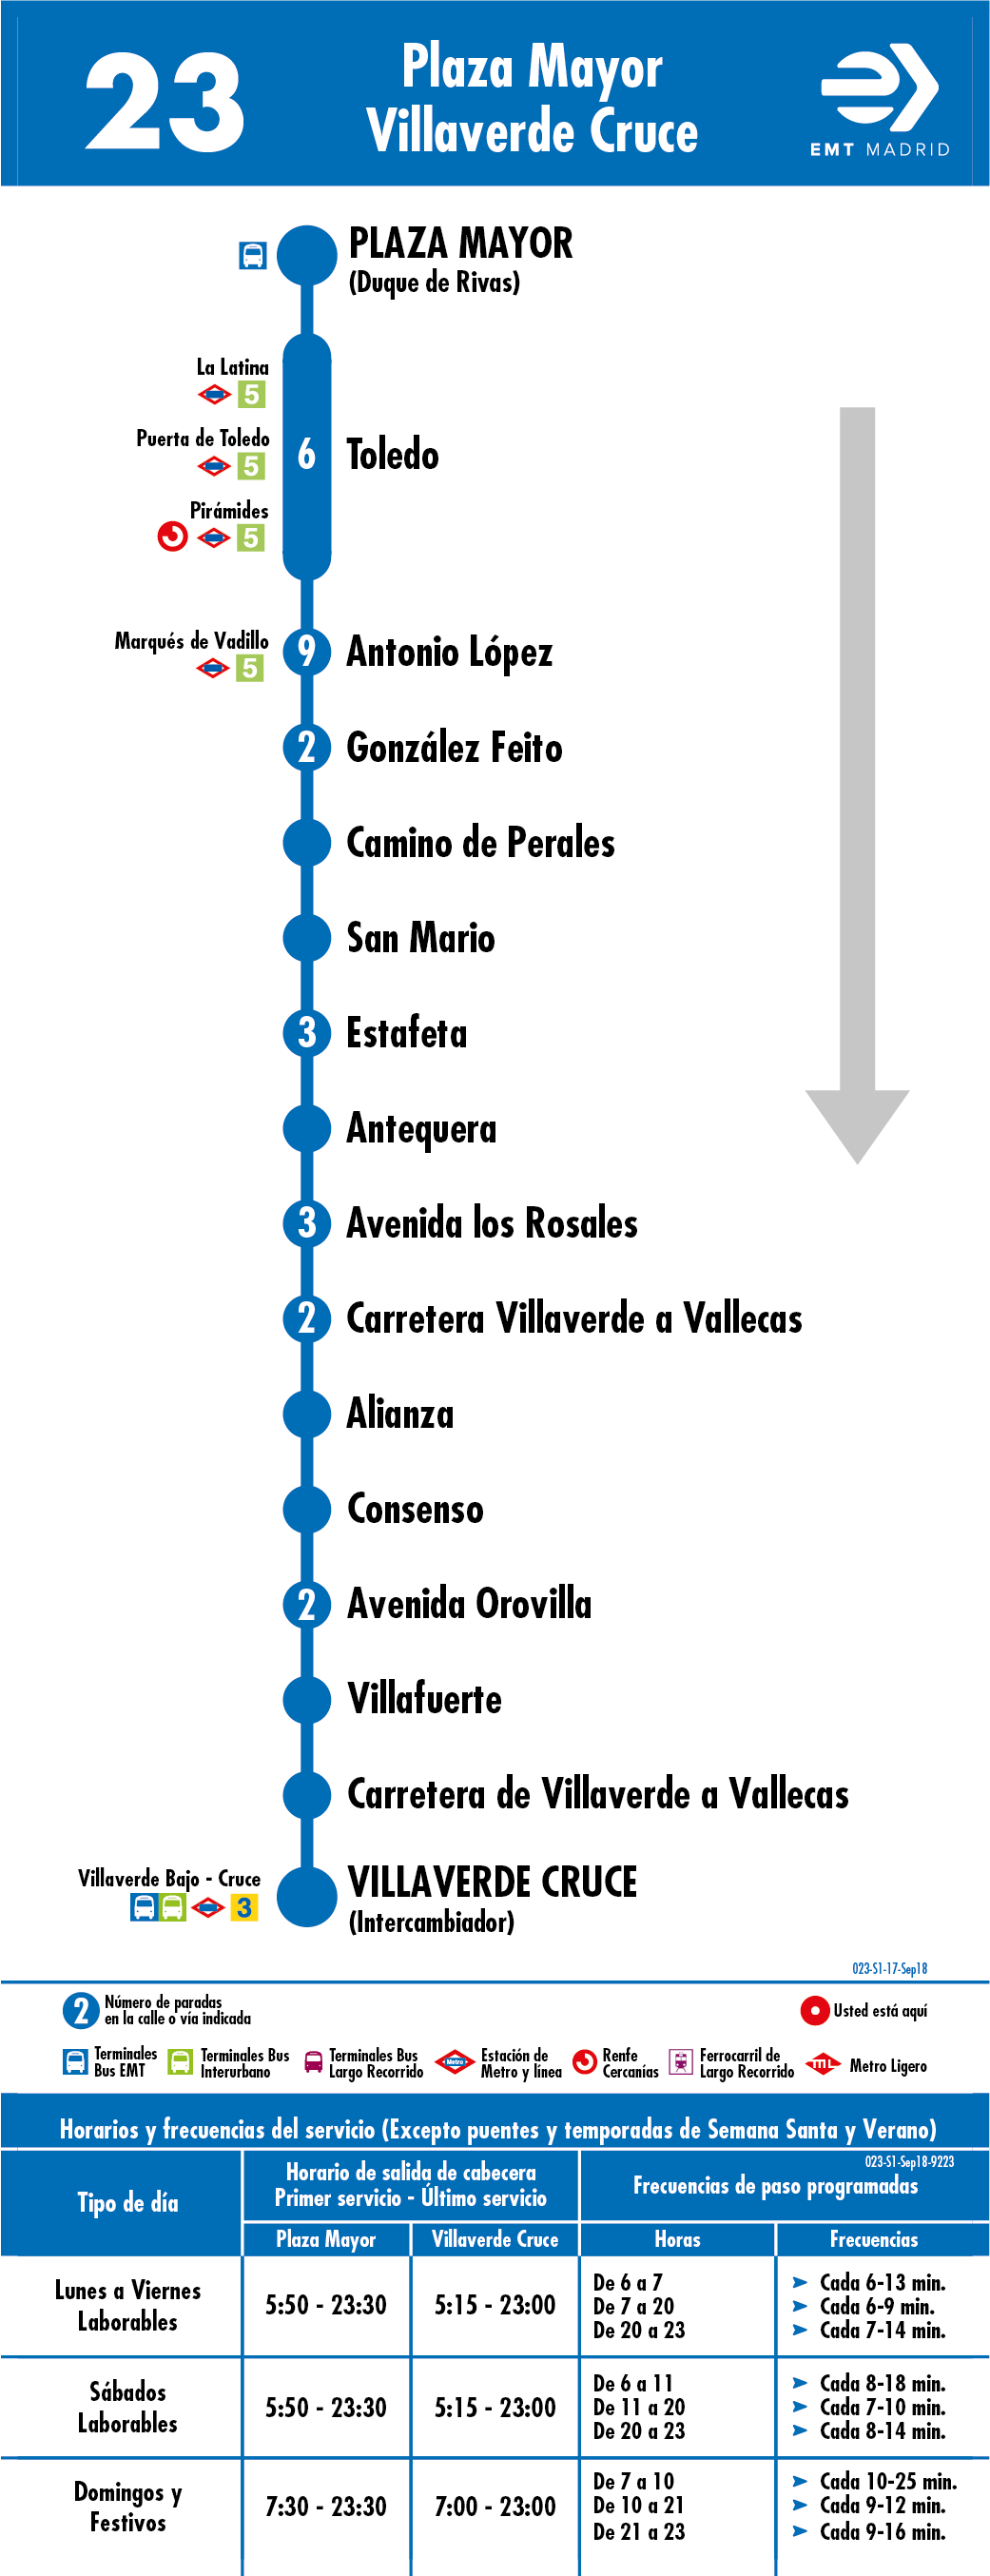 23
Plaza Mayor
Villaverde Cruce
EMT MADRID
PLAZA MAYOR
(Duque de Rivas)
La Latina
5
Puerta de Toledo
5
6
Toledo
Pirámides
5
Marqués de Vadillo
5
9
Antonio López
2
González Feito
Camino de Perales
San Mario
3
Estafeta
Antequera
3
Avenida los Rosales
2
Carretera Villaverde a Vallecas
Alianza
Consenso
2
Avenida Orovilla
Villafuerte
Carretera de Villaverde a Vallecas
Villaverde Bajo - Cruce
3
VILLAVERDE CRUCE
(Intercambiador)
023-S1-17-Sep18
2
Número de paradas
en la calle o vía indicada
Usted está aquí
Terminales
Bus EMT
Terminales Bus
Interurbano
Terminales Bus
Largo Recorrido
Metro
Estación de
Metro y línea
Renfe
Cercanías
Ferrocarril de
Largo Recorrido
ML
Metro Ligero
Horarios y frecuencias del servicio (Excepto puentes y temporadas de Semana Santa y Verano)
023-S1-Sep18-9223
Tipo de día
Horario de salida de cabecera
Primer servicio - Último servicio
Frecuencias de paso programadas
Plaza Mayor
Villaverde Cruce
Horas
Frecuencias
Lunes a Viernes
Laborables
5:50 - 23:30
5:15 - 23:00
De 6 a 7
Cada 6-13 min.
De 7 a 20
Cada 6-9 min.
De 20 a 23
Cada 7-14 min.
Sábados
Laborables
5:50 - 23:30
5:15 - 23:00
De 6 a 11
Cada 8-18 min.
De 11 a 20
Cada 7-10 min.
De 20 a 23
Cada 8-14 min.
Domingos y
Festivos
7:30 - 23:30
7:00 - 23:00
De 7 a 10
Cada 10-25 min.
De 10 a 21
Cada 9-12 min.
De 21 a 23
Cada 9-16 min.